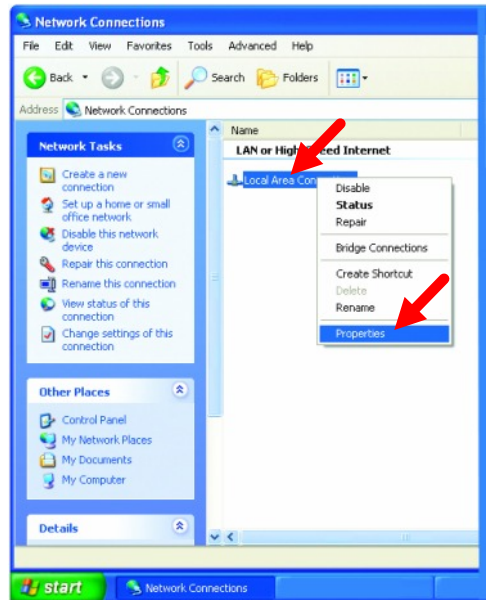 Network Connections
File Edit View Favorites Tools Advanced Help
Back Search Folders
Address Network Connections
Network Tasks
Create a new
connection
Set up a home or small
office network
Disable this network
device
Repair this connection
Rename this connection
View status of this
connection
Change settings of this
connection
Other Places
Control Panel
My Network Places
My Documents
My Computer
Details
Name
LAN or High eed Internet
Local Area Con
Disable
Status
Repair
Bridge Connections
Create Shortcut
Delete
Rename
Properties
start Network Connections